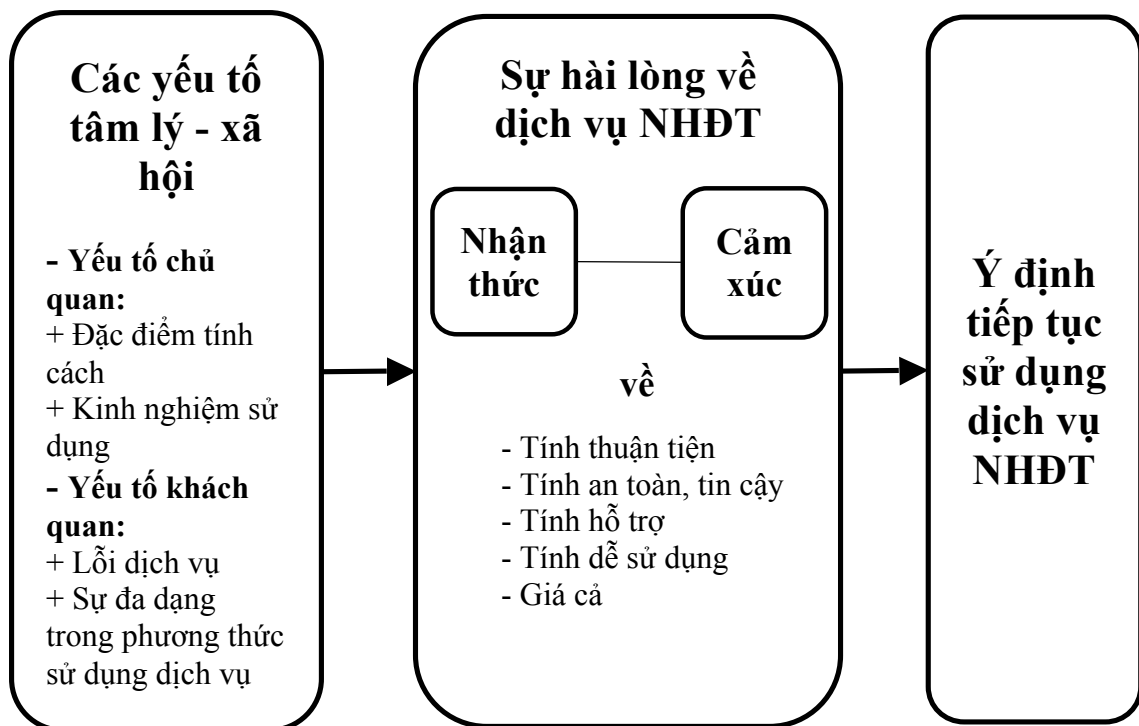 Các yếu tố
tâm lý - xã
hội
- Yếu tố chủ
quan:
+ Đặc điểm tính
cách
+ Kinh nghiệm sử
dụng
- Yếu tố khách
quan:
+ Lỗi dịch vụ
+ Sự đa dạng
trong phương thức
sử dụng dịch vụ
Sự hài lòng về
dịch vụ NHĐT
Nhận
thức
Cảm
xúc
về
- Tính thuận tiện
- Tính an toàn, tin cậy
- Tính hỗ trợ
- Tính dễ sử dụng
- Giá cả
Ý định
tiếp tục
sử dụng
dịch vụ
NHĐT